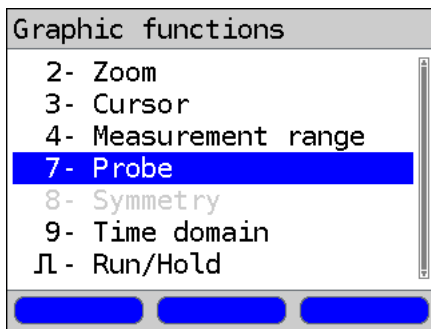 Graphic functions
2- Zoom
3- Cursor
4- Measurement range
7- Probe
8- Symmetry
9- Time domain
⎍- Run/Hold